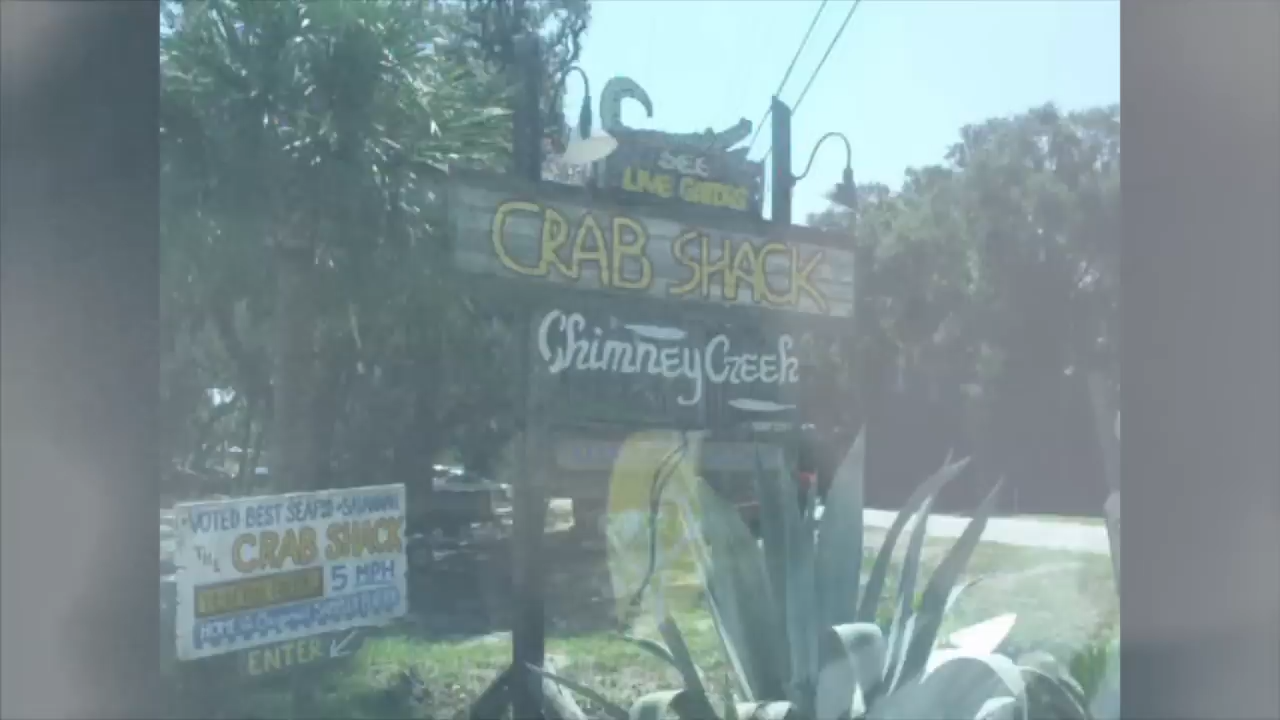 SEE
LIVE GATORS
CRAB SHACK
Chimney Creek
VOTED BEST SEAFOOD SAVANNAH
THE CRAB SHACK
5 MPH
ENTER